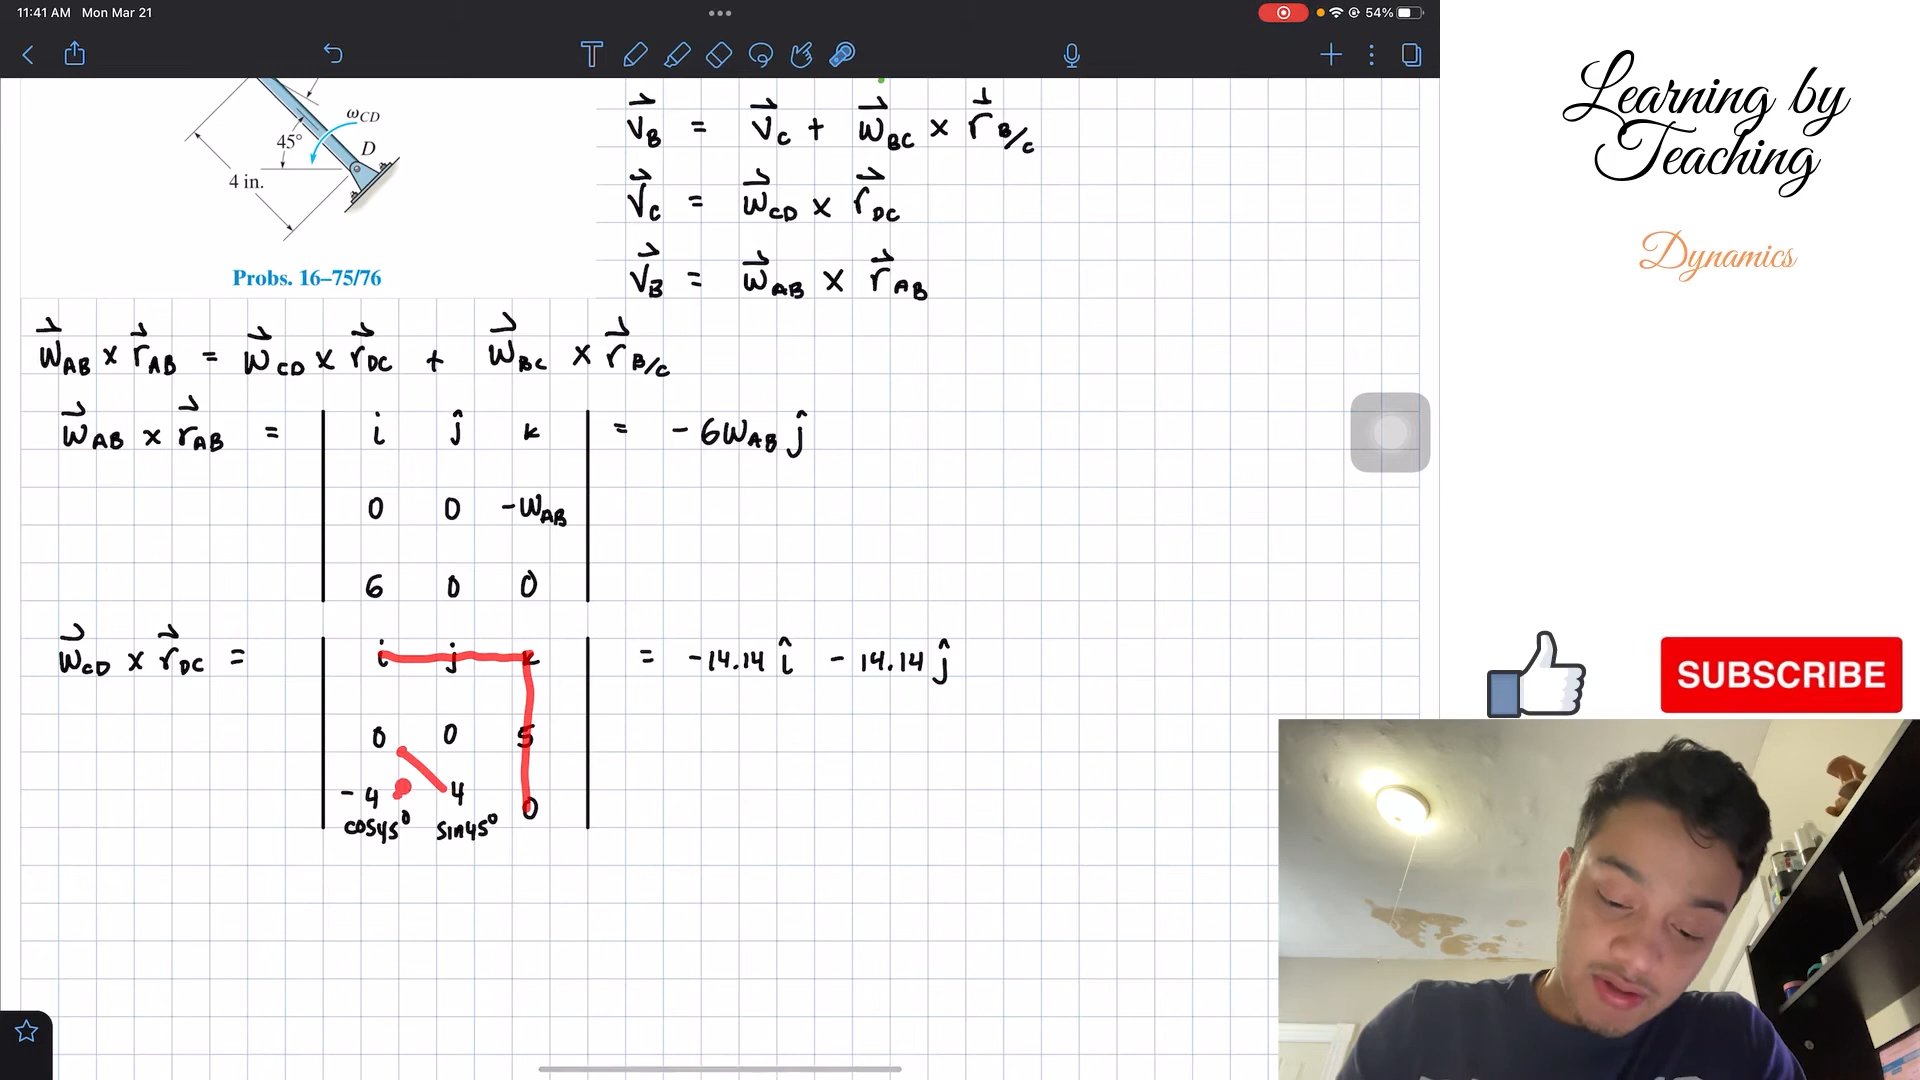 11:41 AM Mon Mar 21
54%
T
ωCD
45°
D
4 in.
Probs. 16–75/76
v⃗B = v⃗C + w⃗BC × r⃗B/C
v⃗C = w⃗CD × r⃗DC
v⃗B = w⃗AB × r⃗AB
w⃗AB × r⃗AB = w⃗CD × r⃗DC + w⃗BC × r⃗B/C
w⃗AB × r⃗AB = | i ĵ k | = -6wAB ĵ
0 0 -wAB
6 0 0
w⃗CD × r⃗DC = | i j k | = -14.14 î - 14.14 ĵ
0 0 5
-4 4 0
cos45° sin45°
Learning by
Teaching
Dynamics
SUBSCRIBE